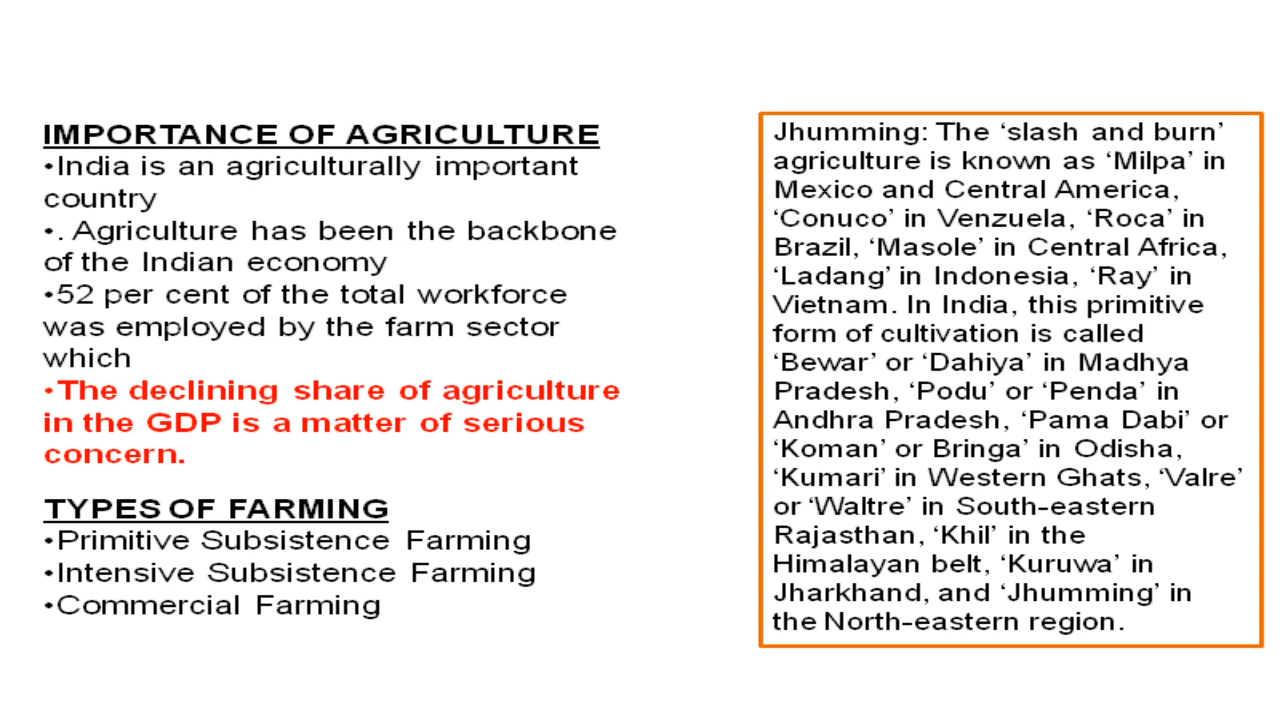 IMPORTANCE OF AGRICULTURE
•India is an agriculturally important
country
•. Agriculture has been the backbone
of the Indian economy
•52 per cent of the total workforce
was employed by the farm sector
which
•The declining share of agriculture
in the GDP is a matter of serious
concern.
TYPES OF FARMING
•Primitive Subsistence Farming
•Intensive Subsistence Farming
•Commercial Farming
Jhumming: The ‘slash and burn’
agriculture is known as ‘Milpa’ in
Mexico and Central America,
‘Conuco’ in Venzuela, ‘Roca’ in
Brazil, ‘Masole’ in Central Africa,
‘Ladang’ in Indonesia, ‘Ray’ in
Vietnam. In India, this primitive
form of cultivation is called
‘Bewar’ or ‘Dahiya’ in Madhya
Pradesh, ‘Podu’ or ‘Penda’ in
Andhra Pradesh, ‘Pama Dabi’ or
‘Koman’ or Bringa’ in Odisha,
‘Kumari’ in Western Ghats, ‘Valre’
or ‘Waltre’ in South-eastern
Rajasthan, ‘Khil’ in the
Himalayan belt, ‘Kuruwa’ in
Jharkhand, and ‘Jhumming’ in
the North-eastern region.